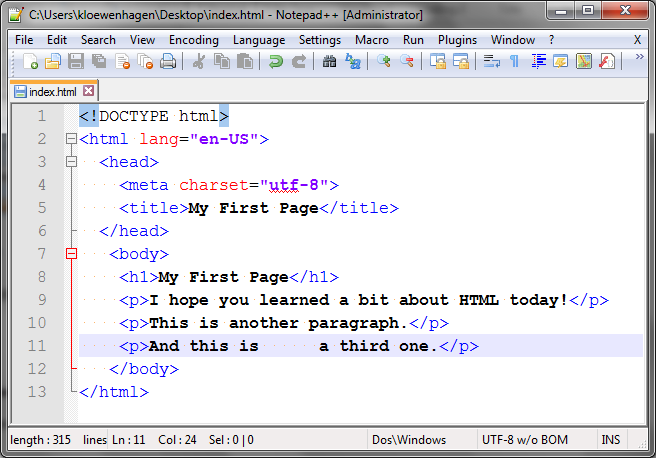 C:\Users\kloewenhagen\Desktop\index.html - Notepad++ [Administrator]
File Edit Search View Encoding Language Settings Macro Run Plugins Window ? X
index.html
1 <!DOCTYPE html>
2 <html lang="en-US">
3 <head>
4 <meta charset="utf-8">
5 <title>My First Page</title>
6 </head>
7 <body>
8 <h1>My First Page</h1>
9 <p>I hope you learned a bit about HTML today!</p>
10 <p>This is another paragraph.</p>
11 <p>And this is      a third one.</p>
12 </body>
13 </html>
length : 315 lines Ln : 11 Col : 24 Sel : 0 | 0 Dos\Windows UTF-8 w/o BOM INS